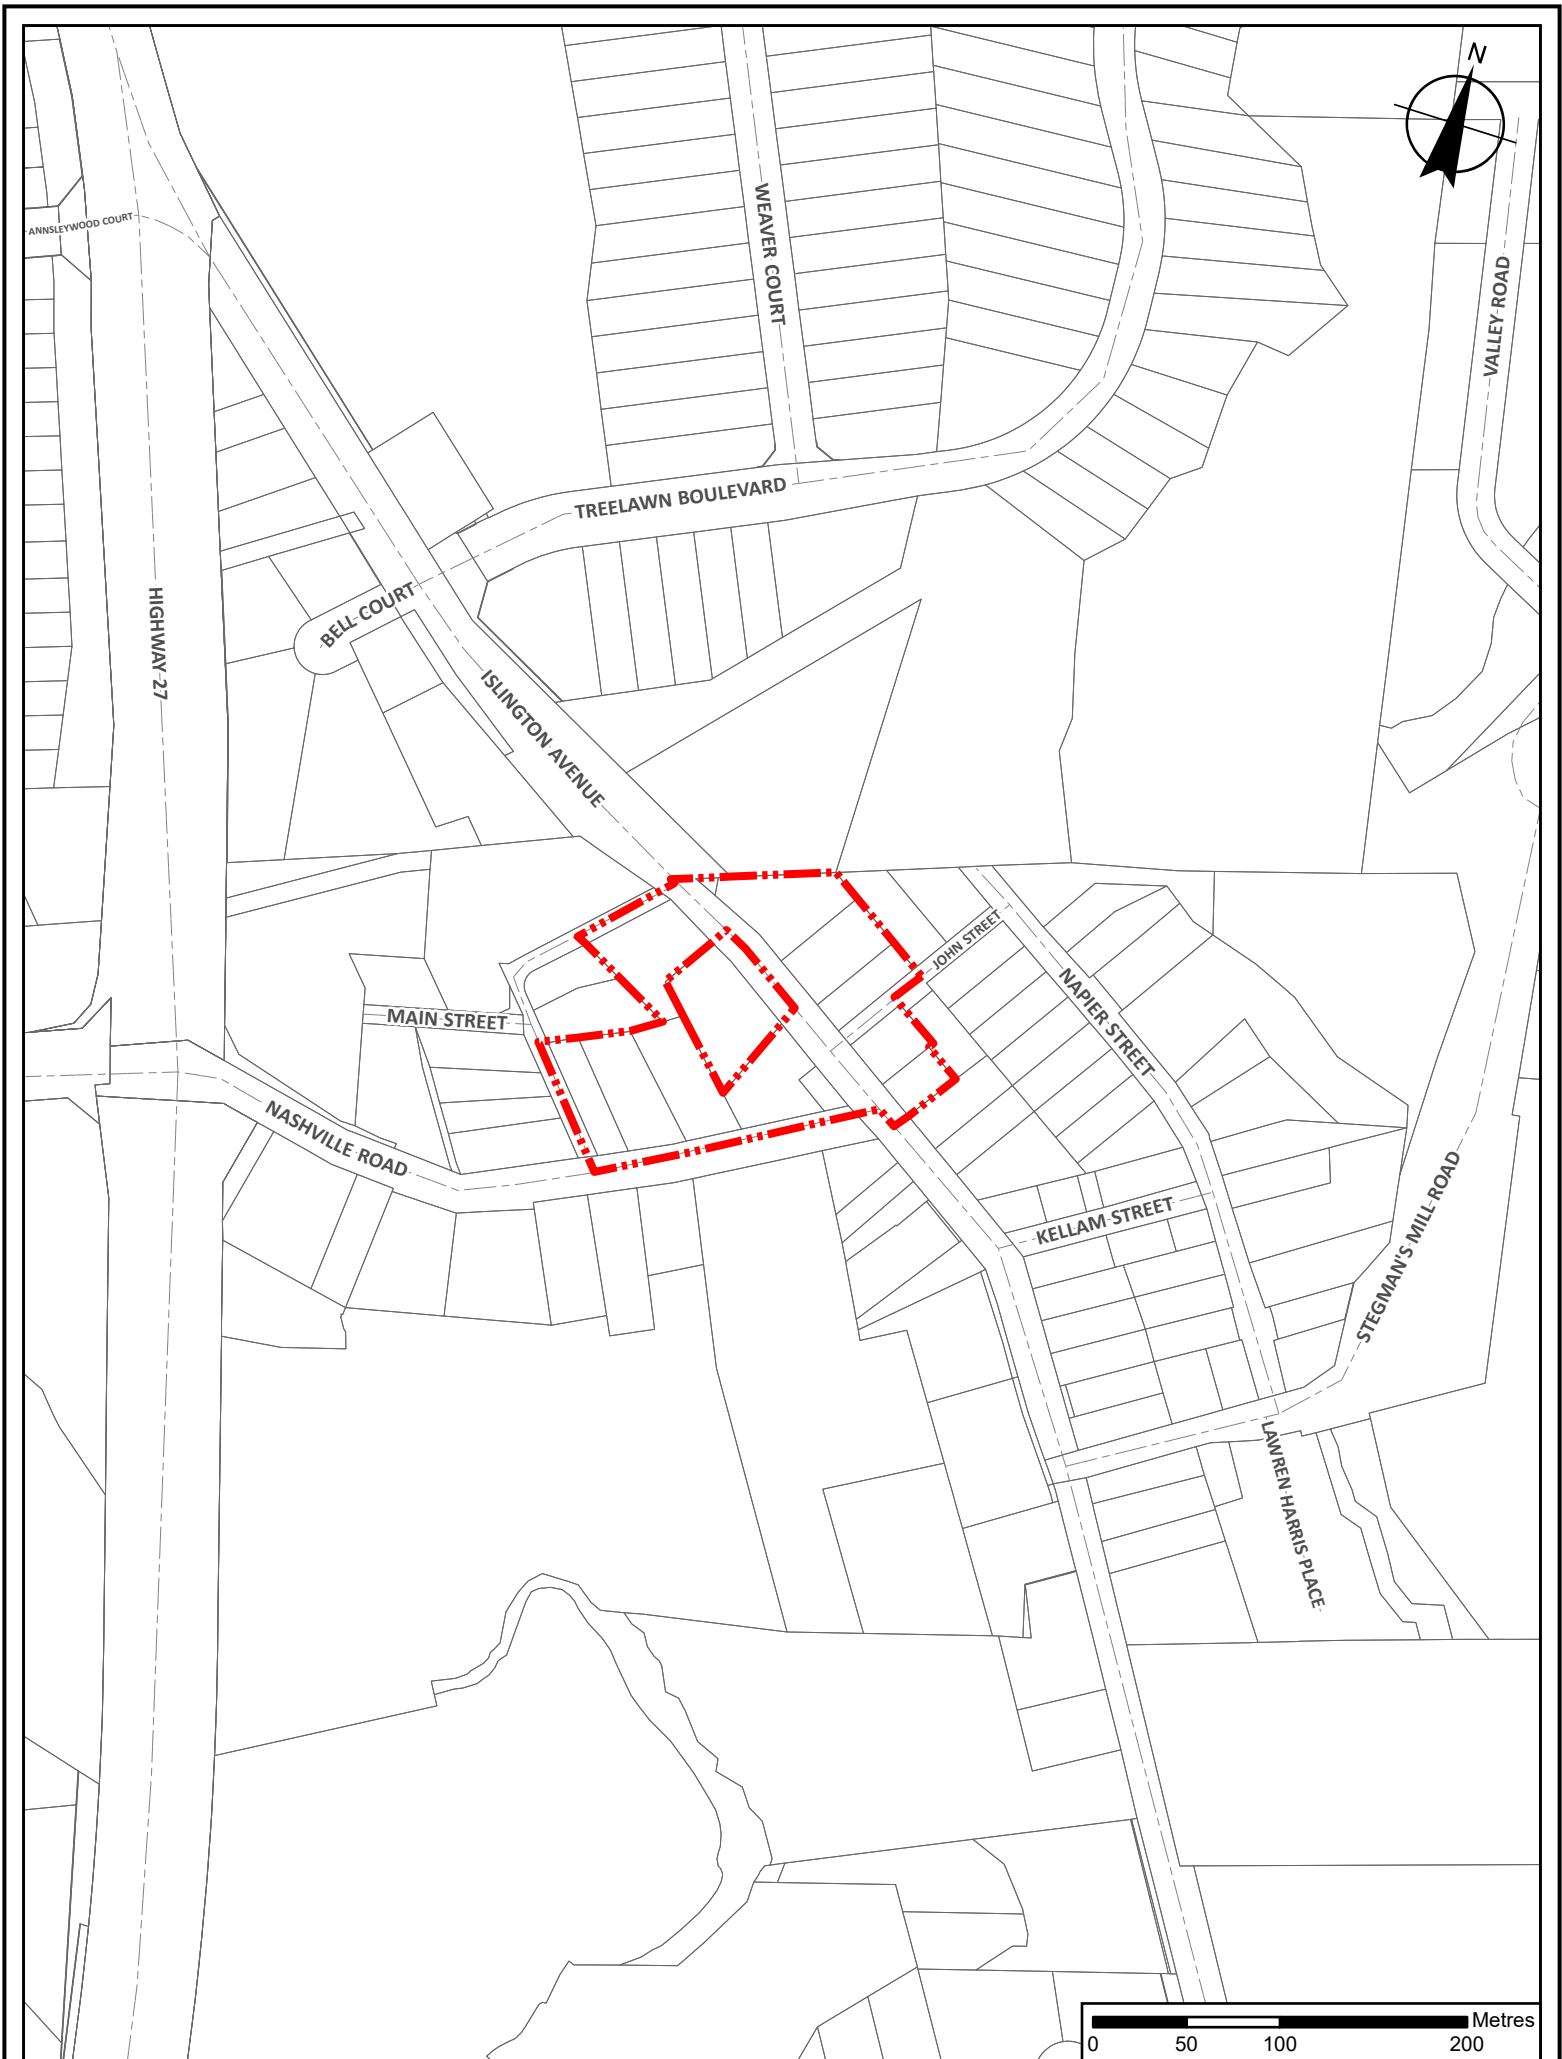 N
ANNSLEYWOOD COURT
WEAVER COURT
VALLEY ROAD
TREELAWN BOULEVARD
HIGHWAY 27
BELL COURT
ISLINGTON AVENUE
JOHN STREET
NAPIER STREET
MAIN STREET
NASHVILLE ROAD
KELLAM STREET
STEGMAN'S MILL ROAD
LAWREN HARRIS PLACE
Metres
0 50 100 200